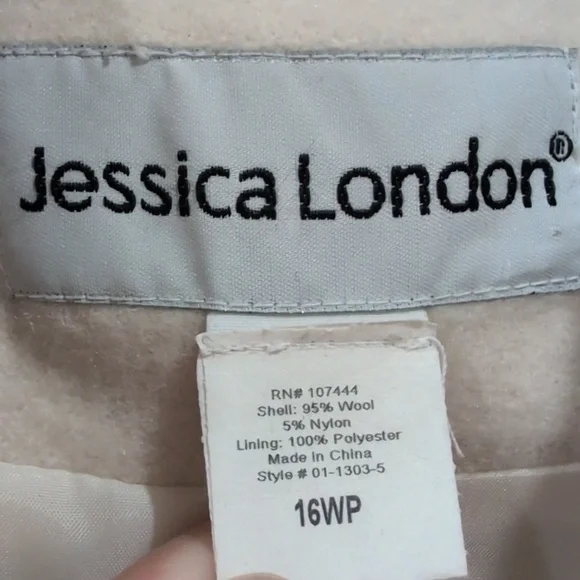 Jessica London®
RN# 107444
Shell: 95% Wool
5% Nylon
Lining: 100% Polyester
Made in China
Style # 01-1303-5
16WP